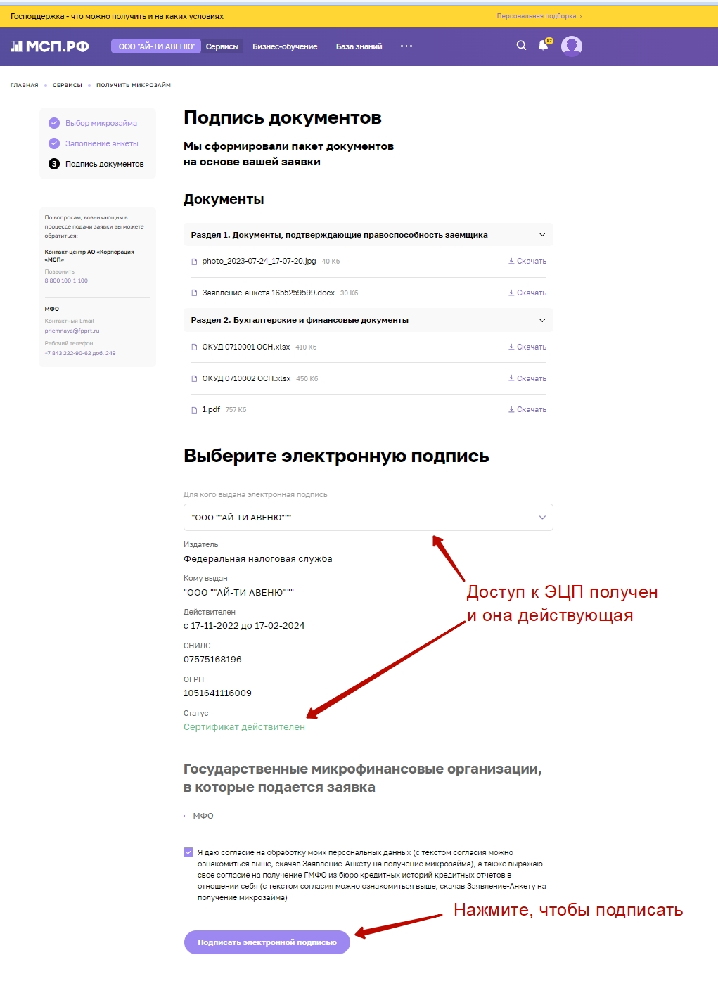 Господдержка - что можно получить и на каких условиях
Персональная подборка ›
МСП.РФ
ООО "АЙ-ТИ АВЕНЮ" Сервисы Бизнес-обучение База знаний
87
ГЛАВНАЯ СЕРВИСЫ ПОЛУЧИТЬ МИКРОЗАЙМ
Выбор микрозайма
Заполнение анкеты
3 Подпись документов
По вопросам, возникающим в
процессе подачи заявки вы можете
обратиться:
Контакт-центр АО «Корпорация
«МСП»
Позвонить
8 800 100-1-100
МФО
Контактный Email
priemnaya@fpprt.ru
Рабочий телефон
+7 843 222-90-62 доб. 249
Подпись документов
Мы сформировали пакет документов
на основе вашей заявки
Документы
Раздел 1. Документы, подтверждающие правоспособность заемщика
photo_2023-07-24_17-07-20.jpg 40 Кб Скачать
Заявление-анкета 1655259599.docx 30 Кб Скачать
Раздел 2. Бухгалтерские и финансовые документы
ОКУД 0710001 ОСН.xlsx 410 Кб Скачать
ОКУД 0710002 ОСН.xlsx 450 Кб Скачать
1.pdf 757 Кб Скачать
Выберите электронную подпись
Для кого выдана электронная подпись
"ООО ""АЙ-ТИ АВЕНЮ"""
Издатель
Федеральная налоговая служба
Кому выдан
"ООО ""АЙ-ТИ АВЕНЮ"""
Действителен
с 17-11-2022 до 17-02-2024
СНИЛС
07575168196
ОГРН
1051641116009
Статус
Сертификат действителен
Доступ к ЭЦП получен
и она действующая
Государственные микрофинансовые организации,
в которые подается заявка
МФО
Я даю согласие на обработку моих персональных данных (с текстом согласия можно
ознакомиться выше, скачав Заявление-Анкету на получение микрозайма), а также выражаю
свое согласие на получение ГМФО из бюро кредитных историй кредитных отчетов в
отношении себя (с текстом согласия можно ознакомиться выше, скачав Заявление-Анкету на
получение микрозайма)
Нажмите, чтобы подписать
Подписать электронной подписью